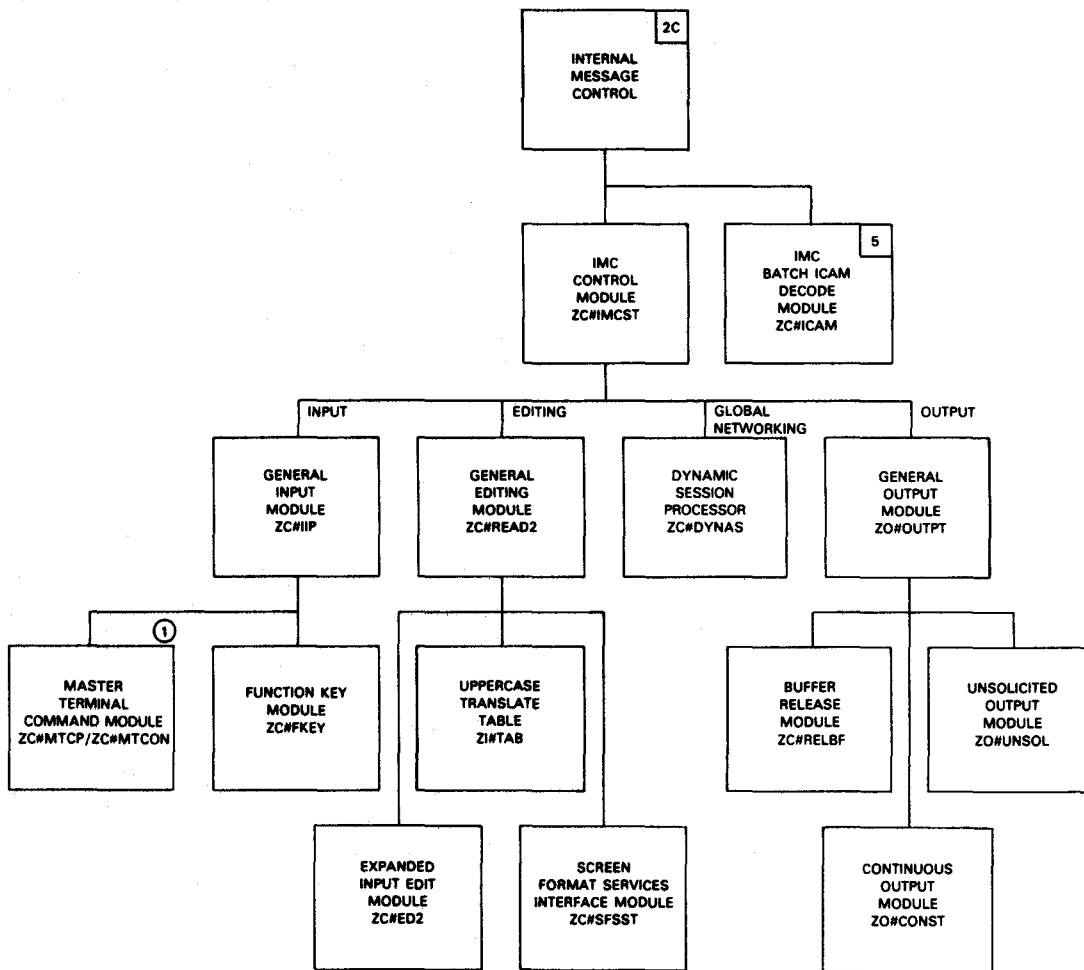 2C
INTERNAL
MESSAGE
CONTROL
IMC
CONTROL
MODULE
ZC#IMCST
5
IMC
BATCH ICAM
DECODE
MODULE
ZC#ICAM
INPUT
EDITING
GLOBAL
NETWORKING
OUTPUT
GENERAL
INPUT
MODULE
ZC#IIP
GENERAL
EDITING
MODULE
ZC#READ2
DYNAMIC
SESSION
PROCESSOR
ZC#DYNAS
GENERAL
OUTPUT
MODULE
ZO#OUTPT
1
MASTER
TERMINAL
COMMAND MODULE
ZC#MTCP/ZC#MTCON
FUNCTION KEY
MODULE
ZC#FKEY
UPPERCASE
TRANSLATE
TABLE
ZI#TAB
BUFFER
RELEASE
MODULE
ZC#RELBF
UNSOLICITED
OUTPUT
MODULE
ZO#UNSOL
EXPANDED
INPUT EDIT
MODULE
ZC#ED2
SCREEN
FORMAT SERVICES
INTERFACE MODULE
ZC#SFSST
CONTINUOUS
OUTPUT
MODULE
ZO#CONST